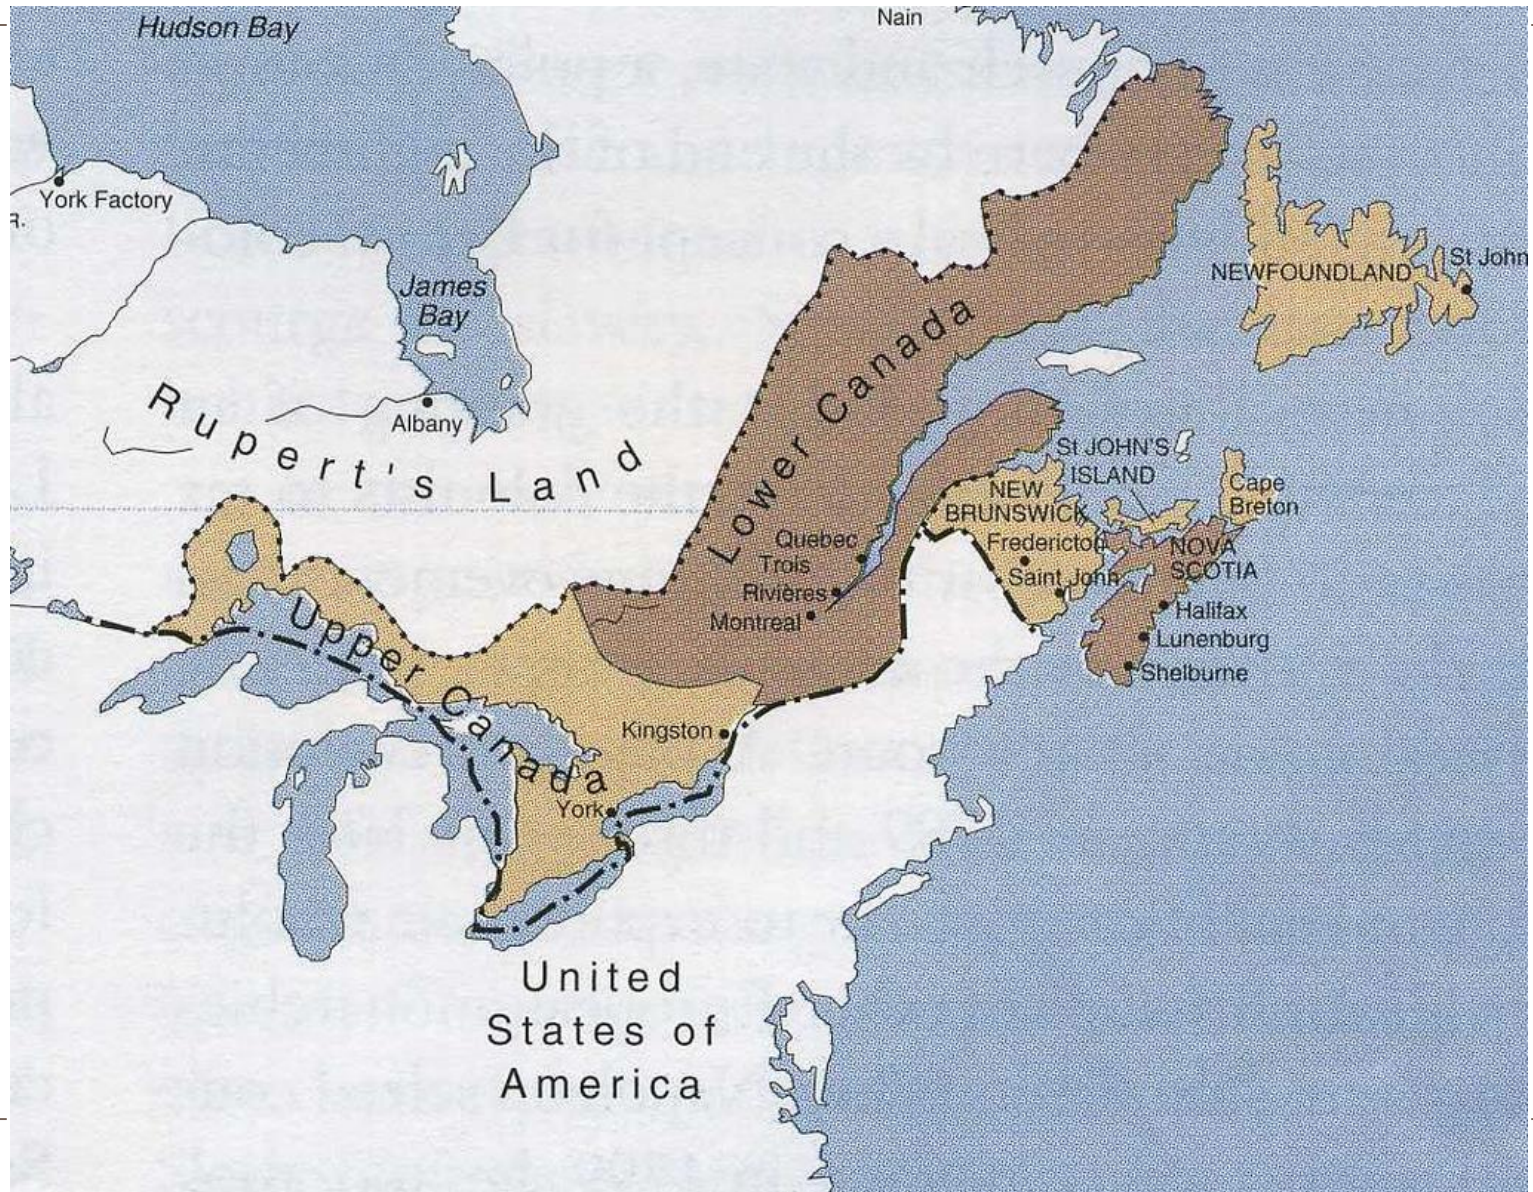 Hudson Bay
Nain
York Factory
R.
James
Bay
Albany
Rupert's Land
Lower Canada
NEWFOUNDLAND
St John
St JOHN'S
ISLAND
Cape
Breton
NEW
BRUNSWICK
Fredericton
Saint John
NOVA
SCOTIA
Halifax
Lunenburg
Shelburne
Quebec
Trois
Rivières
Montreal
Upper Canada
Kingston
York
United
States of
America